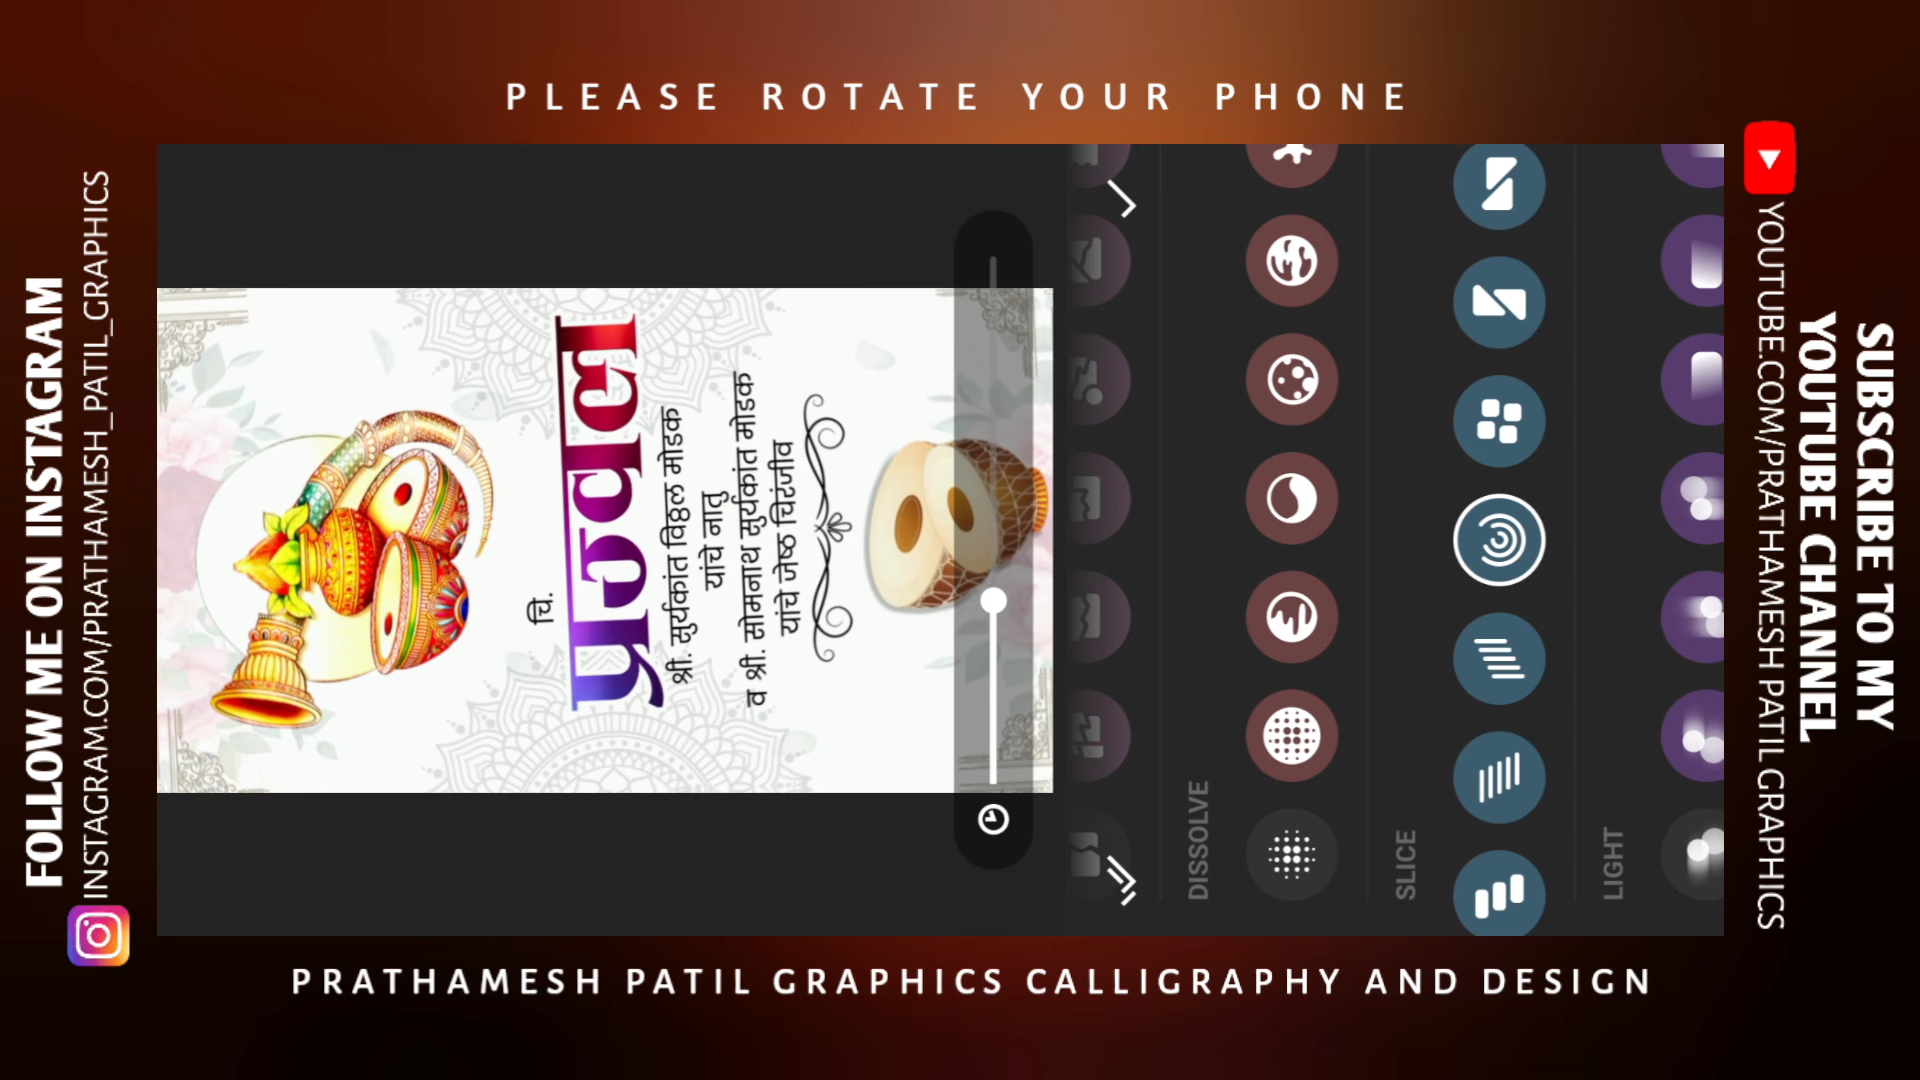 PLEASE ROTATE YOUR PHONE
FOLLOW ME ON INSTAGRAM
INSTAGRAM.COM/PRATHAMESH_PATIL_GRAPHICS
चि.
श्री. सुर्यकांत विठ्ठल मोडक
यांचे नातु
व श्री. सोमनाथ सुर्यकांत मोडक
यांचे जेष्ठ चिरंजीव
DISSOLVE
SLICE
LIGHT
SUBSCRIBE TO MY
YOUTUBE CHANNEL
YOUTUBE.COM/PRATHAMESH PATIL GRAPHICS
PRATHAMESH PATIL GRAPHICS CALLIGRAPHY AND DESIGN